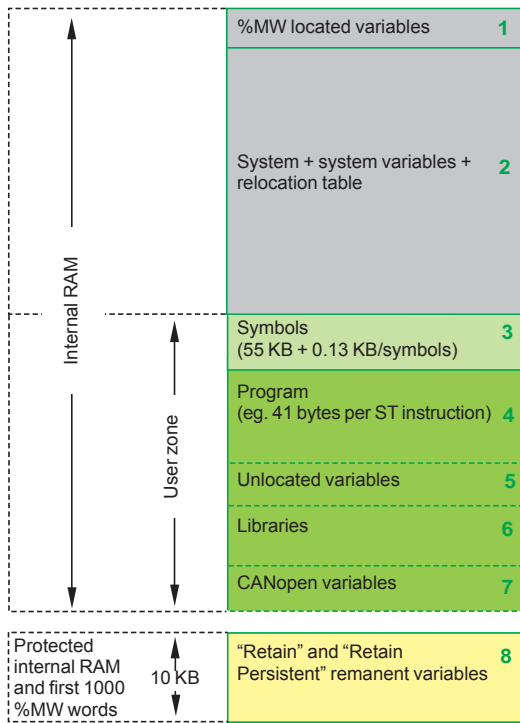 %MW located variables 1
System + system variables + 2
relocation table
Internal RAM
Symbols 3
(55 KB + 0.13 KB/symbols)
User zone
Program
(eg. 41 bytes per ST instruction) 4
Unlocated variables 5
Libraries 6
CANopen variables 7
Protected
internal RAM
and first 1000
%MW words
10 KB
“Retain” and “Retain 8
Persistent” remanent variables